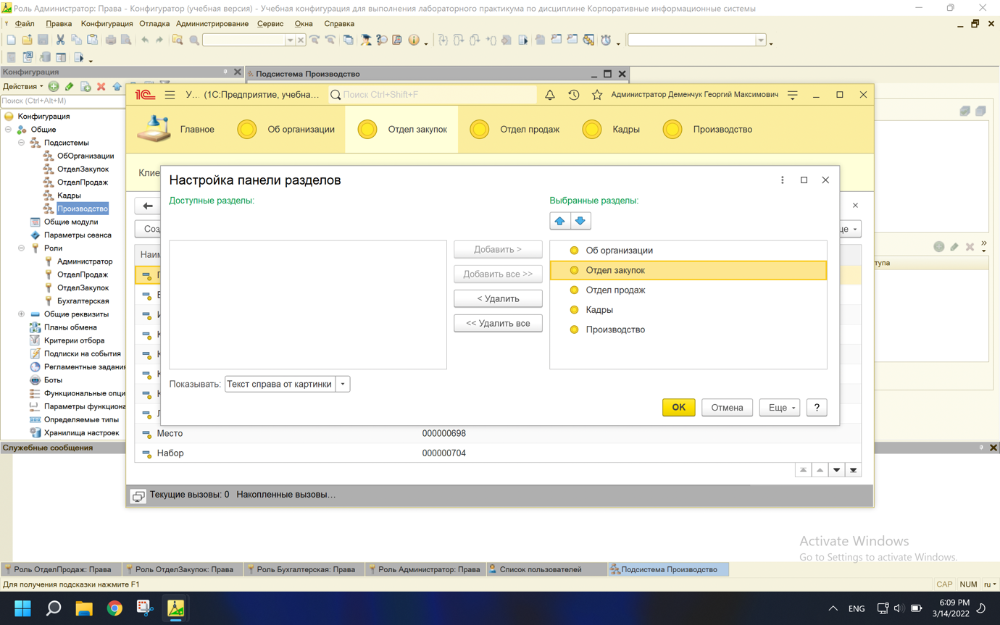 Роль Администратор: Права - Конфигуратор (учебная версия) - Учебная конфигурация для выполнения лабораторного практикума по дисциплине Корпоративные информационные системы
Файл Правка Конфигурация Отладка Администрирование Сервис Окна Справка
Конфигурация
Подсистема Производство
Действия
Поиск (Ctrl+Alt+M)
Конфигурация
Общие
Подсистемы
ОбОрганизации
ОтделЗакупок
ОтделПродаж
Кадры
Производство
Общие модули
Параметры сеанса
Роли
Администратор
ОтделПродаж
ОтделЗакупок
Бухгалтерская
Общие реквизиты
Планы обмена
Критерии отбора
Подписки на события
Регламентные задания
Боты
Функциональные опци
Параметры функциона
Определяемые типы
Хранилища настроек
1С У... (1С:Предприятие, учебна... Поиск Ctrl+Shift+F Администратор Деменчук Георгий Максимович
Главное Об организации Отдел закупок Отдел продаж Кадры Производство
Клие
Соз
ще
Наим
тупа
Настройка панели разделов
Доступные разделы:
Выбранные разделы:
Добавить >
Добавить все >>
< Удалить
<< Удалить все
Об организации
Отдел закупок
Отдел продаж
Кадры
Производство
Показывать: Текст справа от картинки
OK Отмена Еще ?
Место 000000698
Набор 000000704
Текущие вызовы: 0 Накопленные вызовы...
Служебные сообщения
Activate Windows
Go to Settings to activate Windows.
Роль ОтделПродаж: Права Роль ОтделЗакупок: Права Роль Бухгалтерская: Права Роль Администратор: Права Список пользователей Подсистема Производство
Для получения подсказки нажмите F1
CAP NUM ru
ENG
6:09 PM
3/14/2022